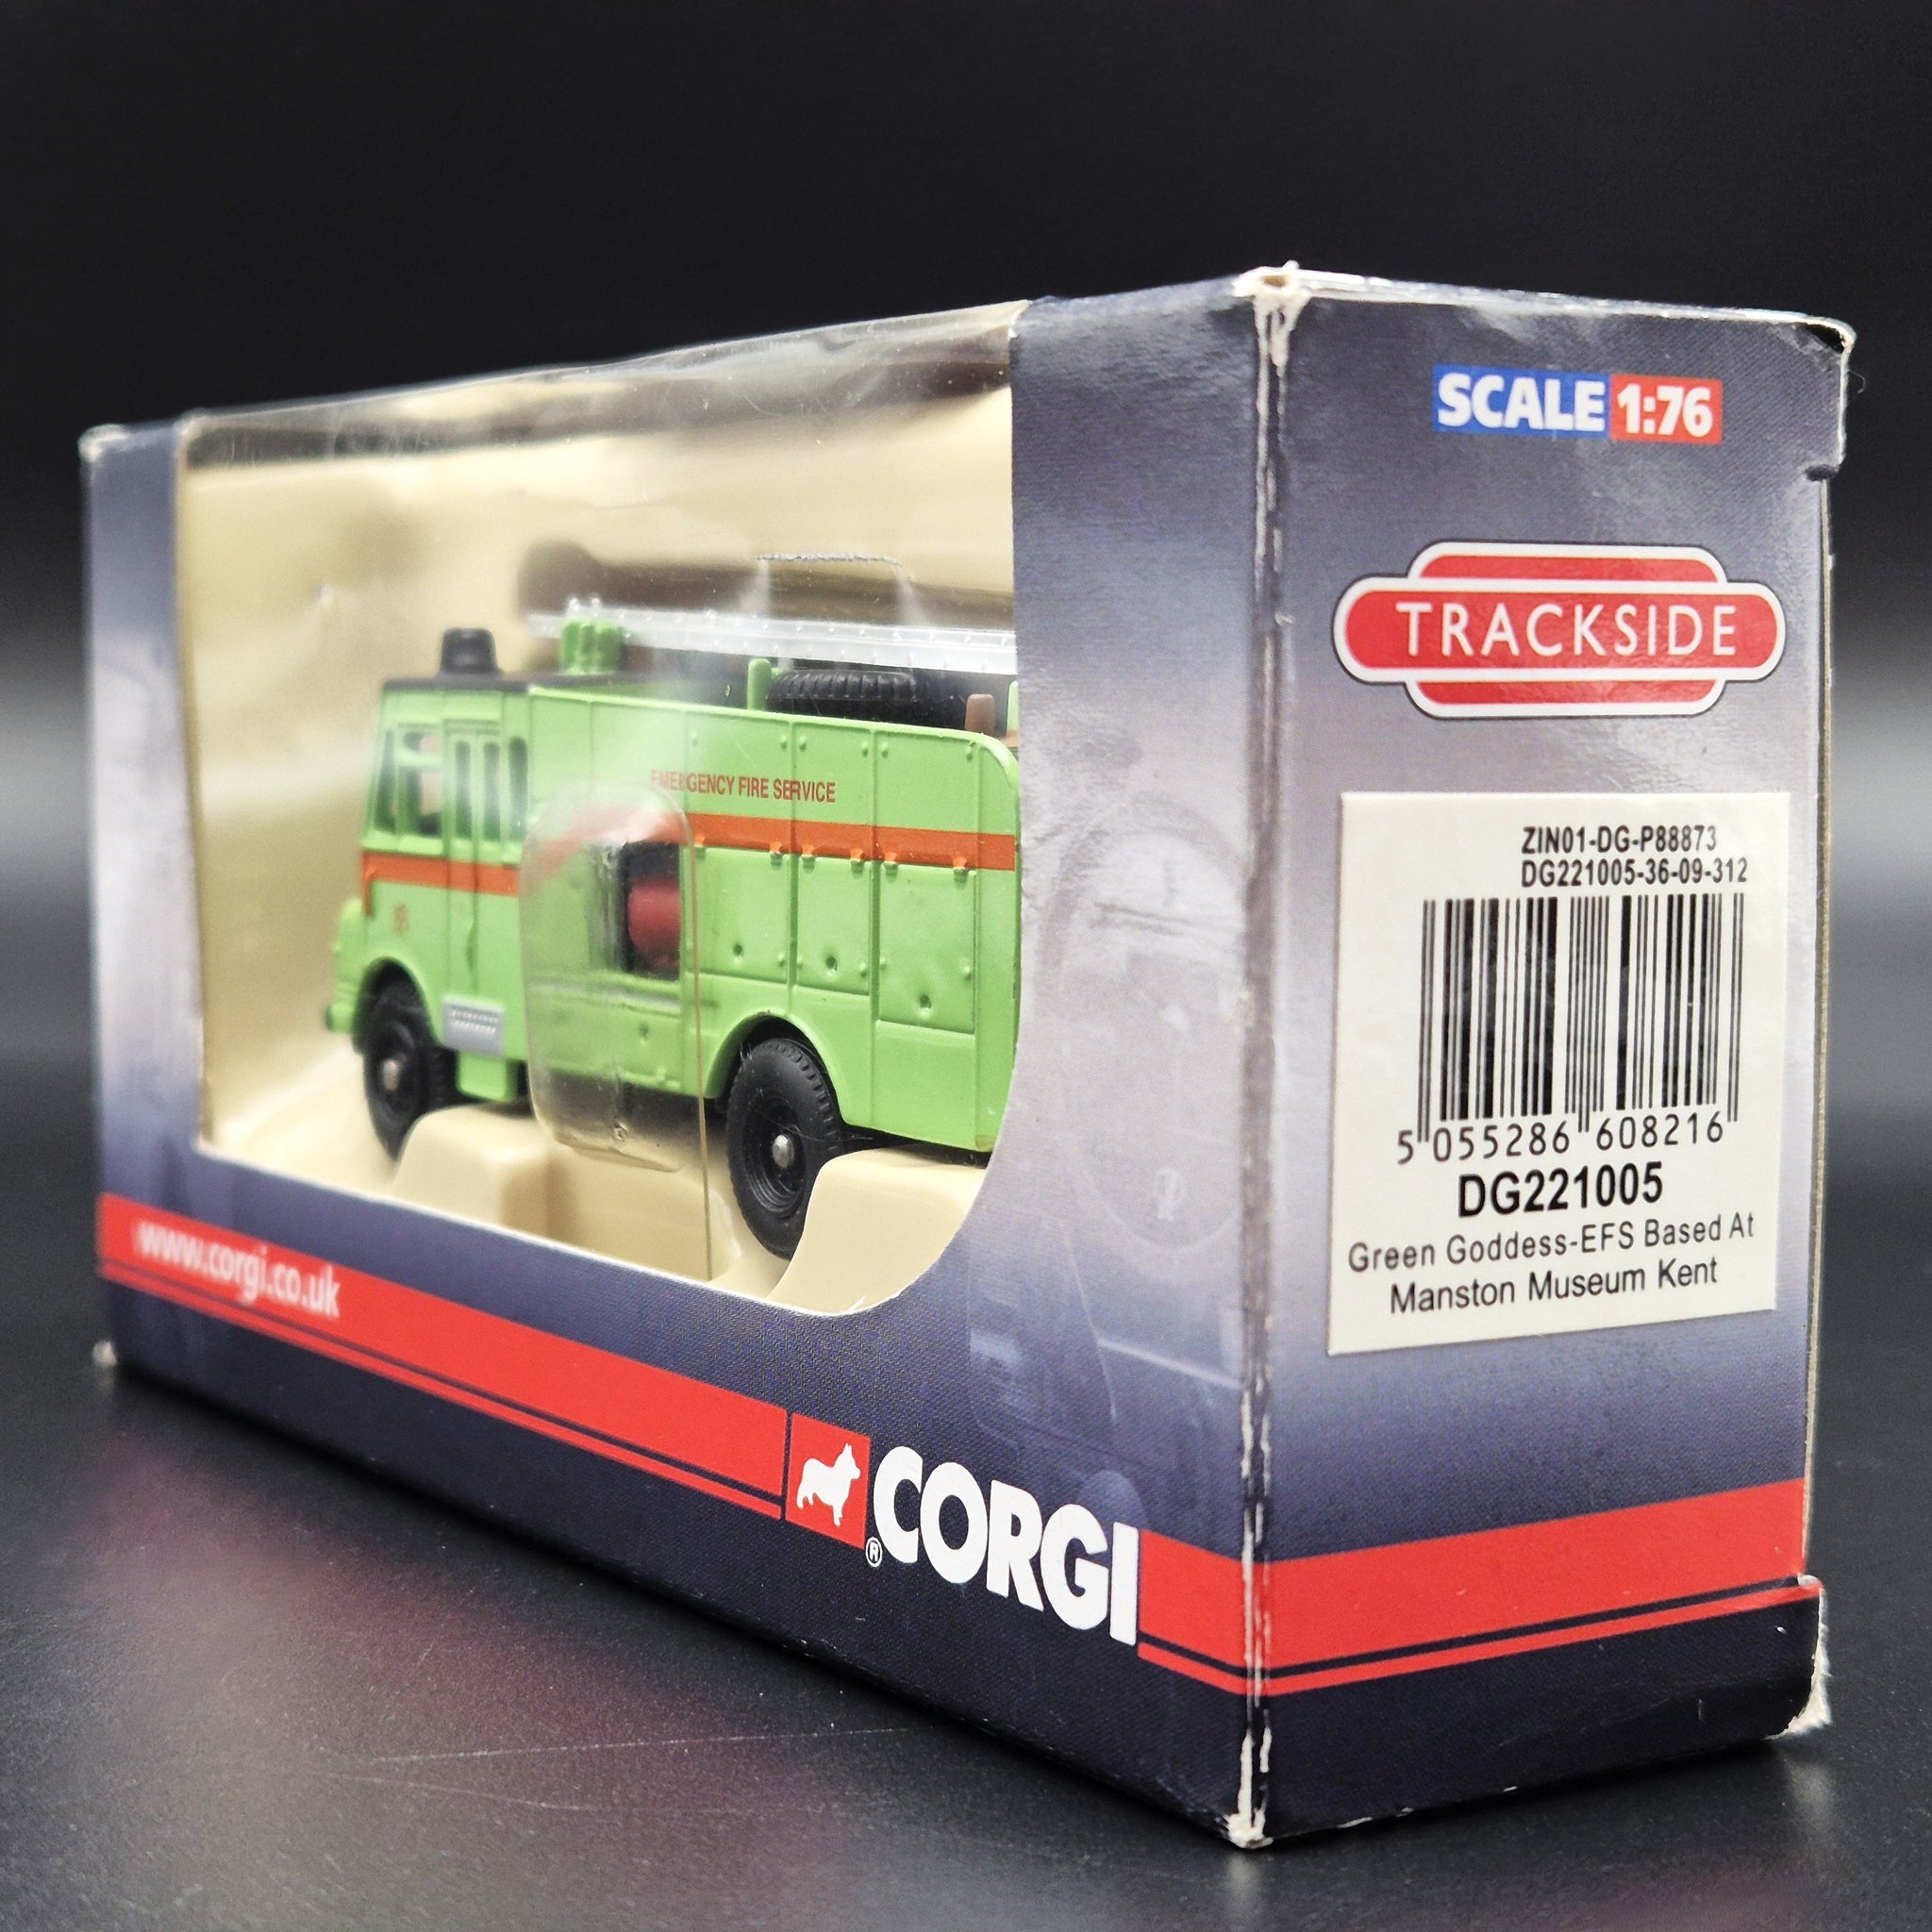 SCALE 1:76
TRACKSIDE
EMERGENCY FIRE SERVICE
ZIN01-DG-P88873
DG221005-36-09-312
5 055286 608216
DG221005
Green Goddess-EFS Based At
Manston Museum Kent
www.corgi.co.uk
® CORGI